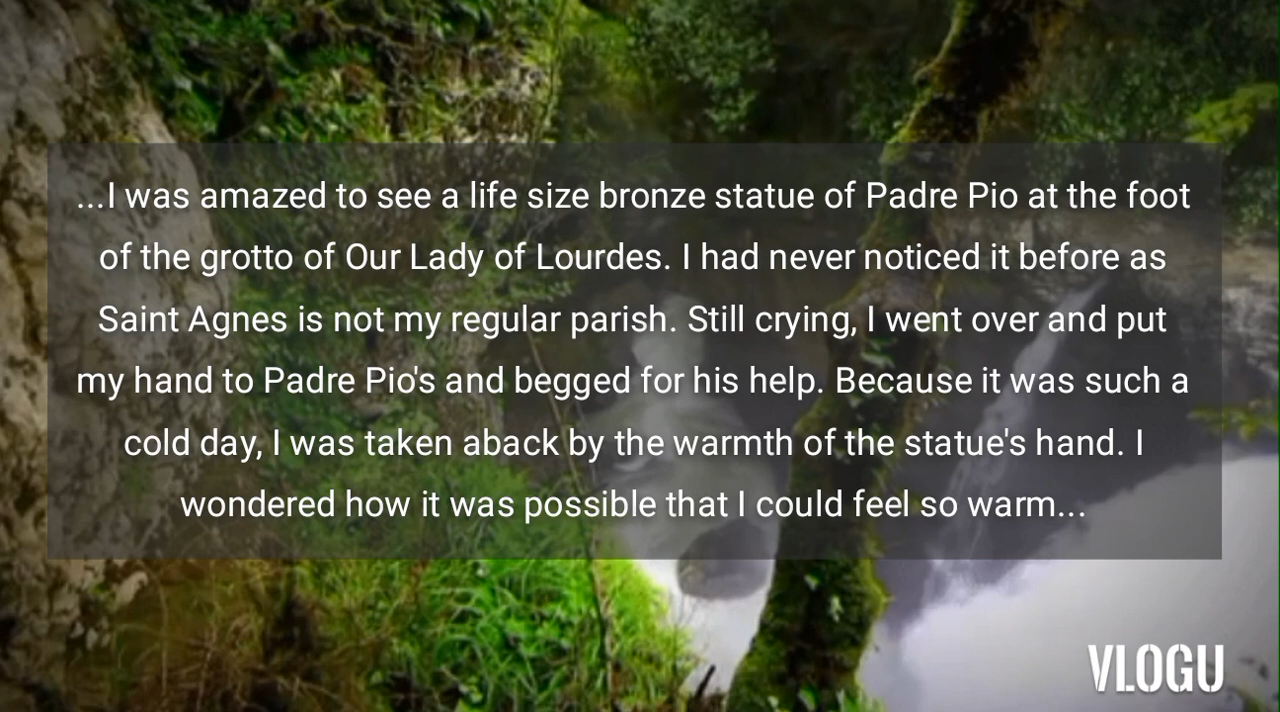 ...I was amazed to see a life size bronze statue of Padre Pio at the foot
of the grotto of Our Lady of Lourdes. I had never noticed it before as
Saint Agnes is not my regular parish. Still crying, I went over and put
my hand to Padre Pio's and begged for his help. Because it was such a
cold day, I was taken aback by the warmth of the statue's hand. I
wondered how it was possible that I could feel so warm...
VLOGU